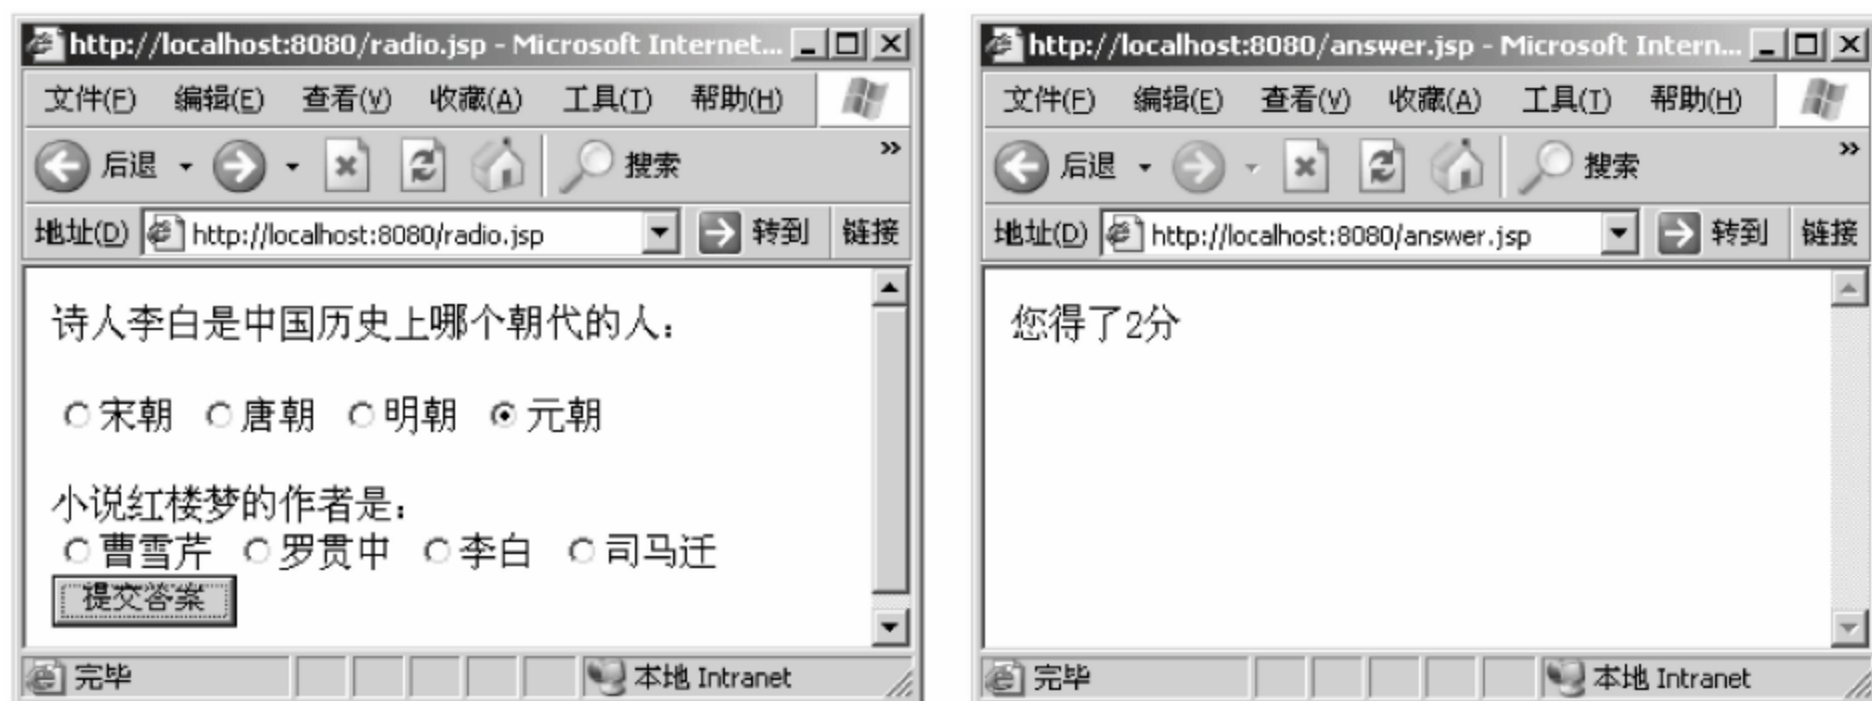 http://localhost:8080/radio.jsp - Microsoft Internet...
文件(F) 编辑(E) 查看(V) 收藏(A) 工具(T) 帮助(H)
后退 搜索 »
地址(D) http://localhost:8080/radio.jsp 转到 链接
诗人李白是中国历史上哪个朝代的人：
宋朝 唐朝 明朝 元朝
小说红楼梦的作者是：
曹雪芹 罗贯中 李白 司马迁
提交答案
完毕 本地 Intranet
http://localhost:8080/answer.jsp - Microsoft Intern...
文件(F) 编辑(E) 查看(V) 收藏(A) 工具(T) 帮助(H)
后退 搜索 »
地址(D) http://localhost:8080/answer.jsp 转到 链接
您得了2分
完毕 本地 Intranet